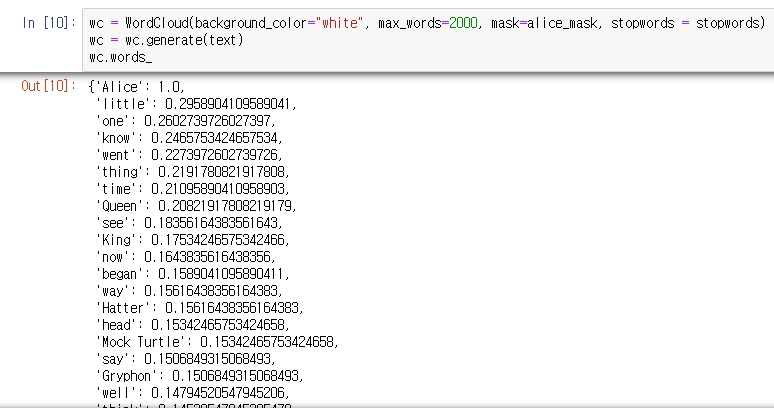 In [10]: wc = WordCloud(background_color="white", max_words=2000, mask=alice_mask, stopwords = stopwords)
wc = wc.generate(text)
wc.words_
Out[10]: {'Alice': 1.0,
'little': 0.2958904109589041,
'one': 0.2602739726027397,
'know': 0.2465753424657534,
'went': 0.2273972602739726,
'thing': 0.2191780821917808,
'time': 0.21095890410958903,
'Queen': 0.20821917808219179,
'see': 0.18356164383561643,
'King': 0.17534246575342466,
'now': 0.1643835616438356,
'began': 0.1589041095890411,
'way': 0.15616438356164383,
'Hatter': 0.15616438356164383,
'head': 0.15342465753424658,
'Mock Turtle': 0.15342465753424658,
'say': 0.1506849315068493,
'Gryphon': 0.1506849315068493,
'well': 0.14794520547945206,